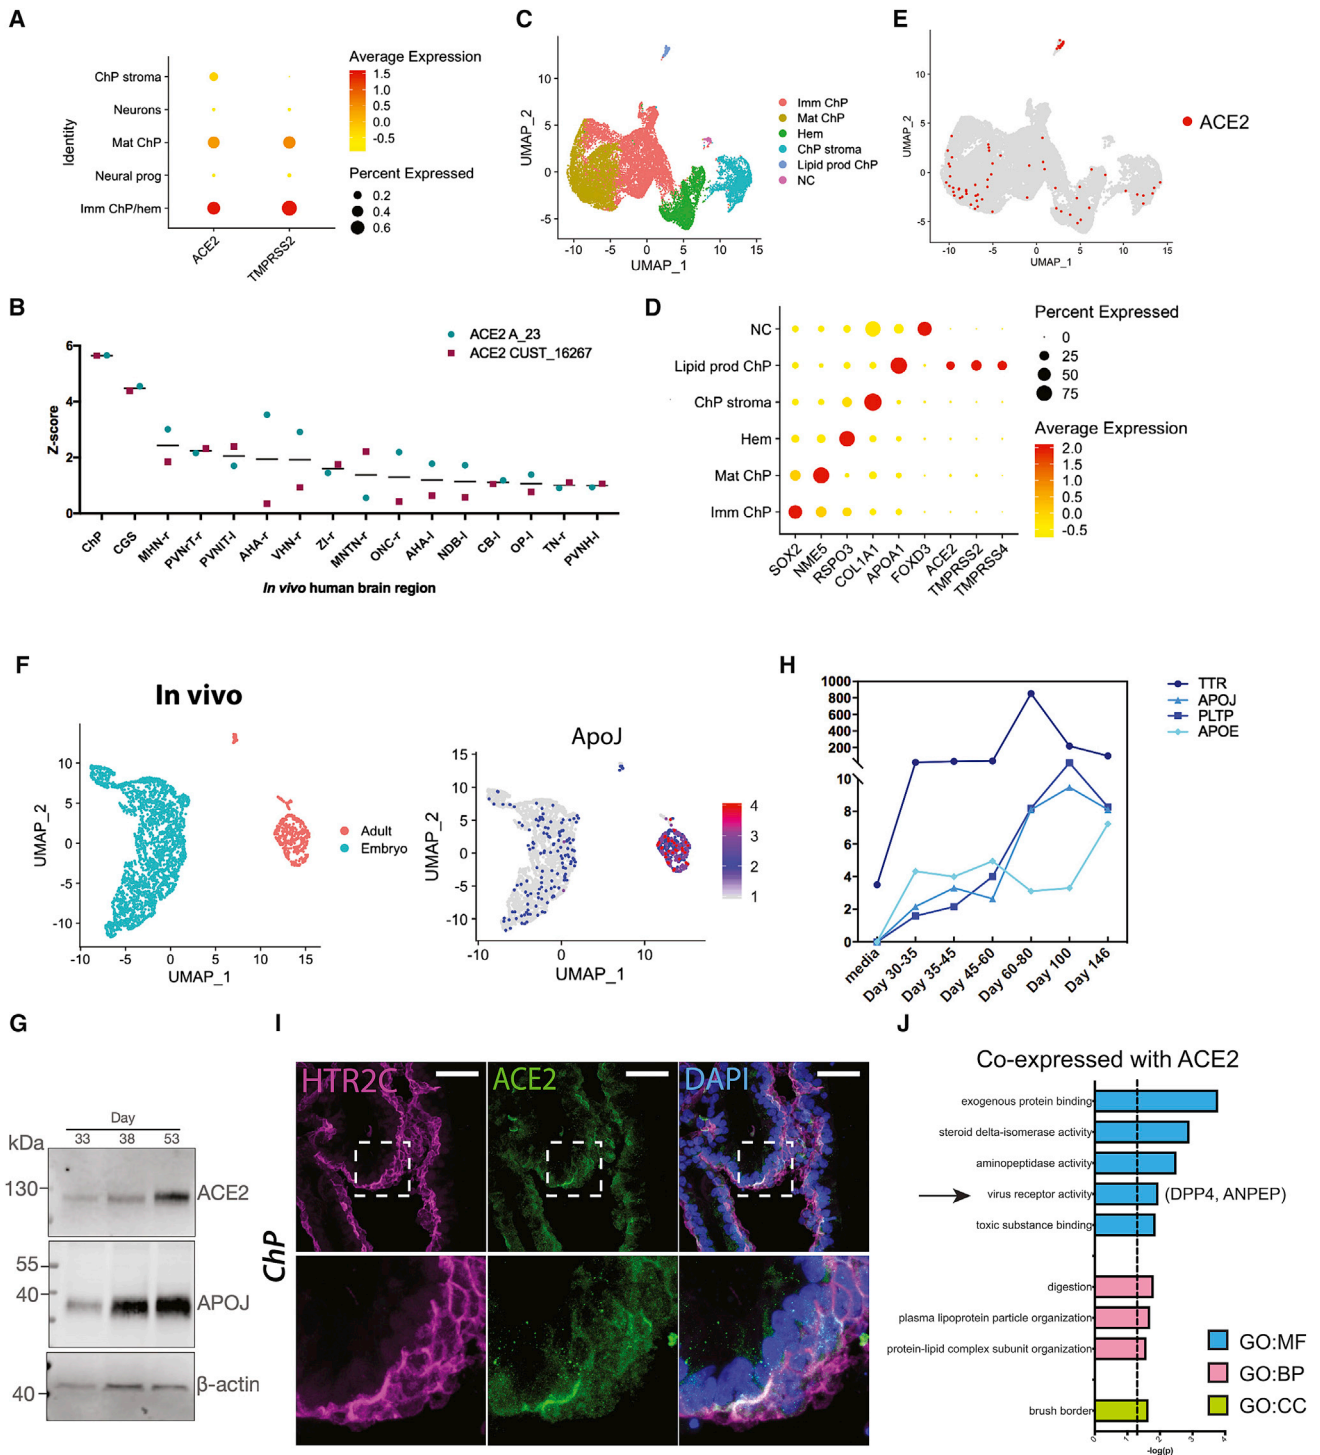 A
ChP stroma
Neurons
Mat ChP
Neural prog
Imm ChP/hem
Identity
ACE2
TMPRSS2
Average Expression
1.5
1.0
0.5
0.0
-0.5
Percent Expressed
0.2
0.4
0.6
B
ACE2 A_23
ACE2 CUST_16267
Z-score
6
4
2
0
ChP
CGS
MHN-r
PVNrT-r
PVNIT-l
AHA-r
VHN-r
ZI-r
MNTN-r
ONC-r
AHA-l
NDB-l
CB-l
OP-l
TN-r
PVNH-l
In vivo human brain region
C
UMAP_2
10
5
0
-5
-10 -5 0 5 10 15
UMAP_1
Imm ChP
Mat ChP
Hem
ChP stroma
Lipid prod ChP
NC
D
NC
Lipid prod ChP
ChP stroma
Hem
Mat ChP
Imm ChP
SOX2
NME5
RSPO3
COL1A1
APOA1
FOXD3
ACE2
TMPRSS2
TMPRSS4
Percent Expressed
0
25
50
75
Average Expression
2.0
1.5
1.0
0.5
0.0
-0.5
E
UMAP_2
10
5
0
-5
-10 -5 0 5 10 15
UMAP_1
ACE2
F
In vivo
UMAP_2
10
5
0
-5
-10
-10 -5 0 5 10 15
UMAP_1
Adult
Embryo
ApoJ
UMAP_2
15
10
5
0
-5
-10
-10 0 10
UMAP_1
4
3
2
1
H
1000
800
600
400
200
10
8
6
4
2
0
media
Day 30-35
Day 35-45
Day 45-60
Day 60-80
Day 100
Day 146
TTR
APOJ
PLTP
APOE
G
Day
kDa 33 38 53
130
ACE2
55
40
APOJ
40
β-actin
I
ChP
HTR2C
ACE2
DAPI
J
Co-expressed with ACE2
exogenous protein binding
steroid delta-isomerase activity
aminopeptidase activity
virus receptor activity (DPP4, ANPEP)
toxic substance binding
digestion
plasma lipoprotein particle organization
protein-lipid complex subunit organization
brush border
0 1 2 3 4
-log(p)
GO:MF
GO:BP
GO:CC